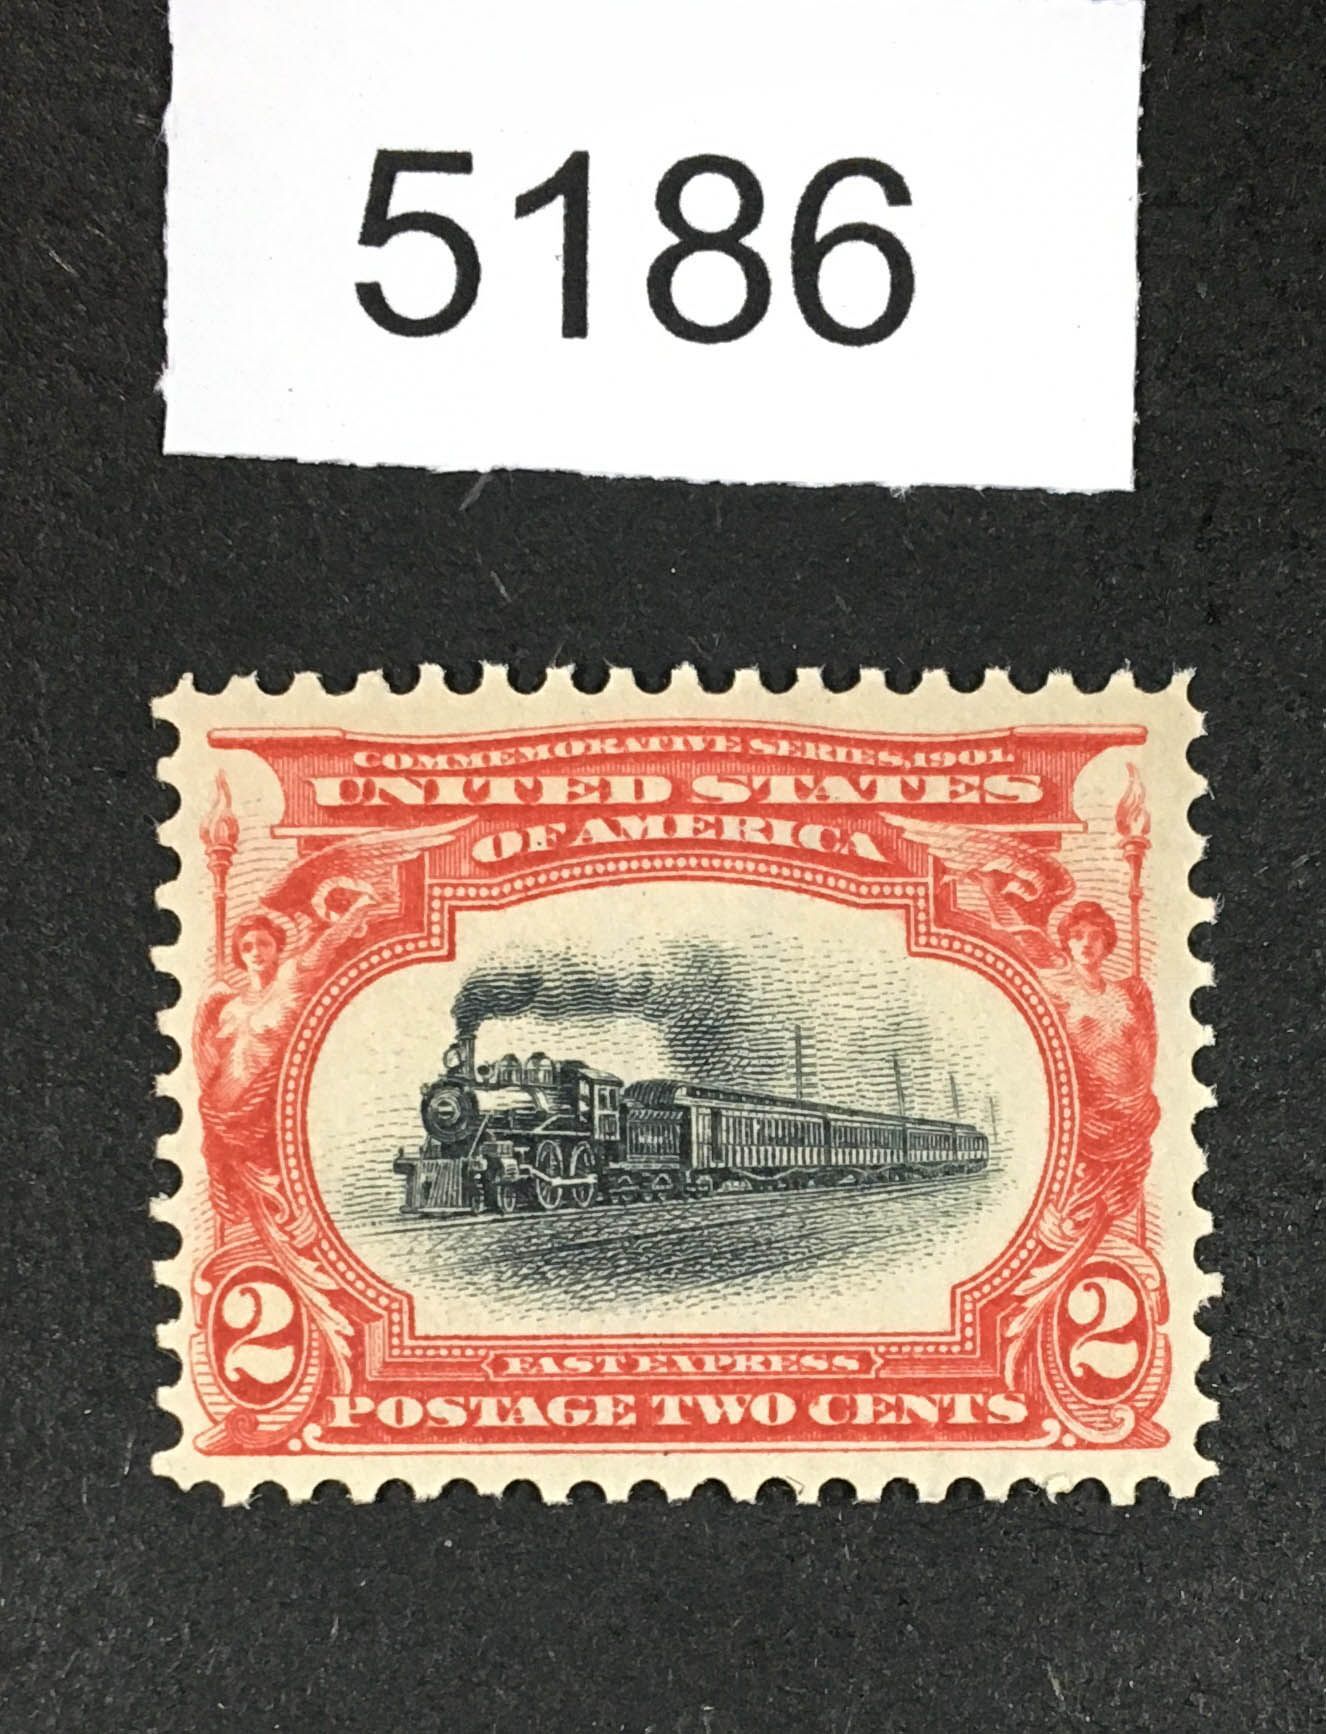 5186
COMMEMORATIVE SERIES, 1901
UNITED STATES
OF AMERICA
2 2
FAST EXPRESS
POSTAGE TWO CENTS